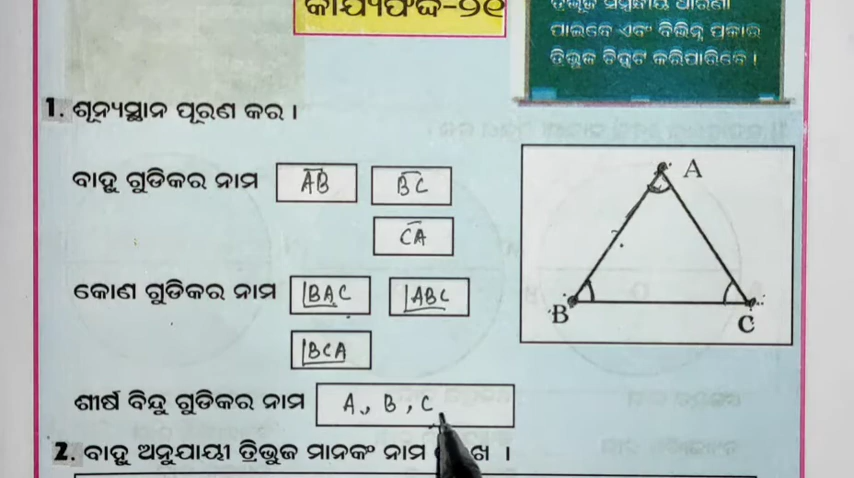 କାର୍ଯ୍ୟଫର୍ଦ୍ଦ-୨୧
ପାଇବେ ଏବଂ ବିଭିନ୍ନ ପ୍ରକାର
ତ୍ରିଭୁଜ ଚିହ୍ନଟ କରିପାରିବେ ।
1. ଶୂନ୍ୟସ୍ଥାନ ପୂରଣ କର ।
ବାହୁ ଗୁଡିକର ନାମ AB BC
CA
A
B
C
କୋଣ ଗୁଡିକର ନାମ ∠BAC ∠ABC
∠BCA
ଶୀର୍ଷ ବିନ୍ଦୁ ଗୁଡିକର ନାମ A, B, C
2. ବାହୁ ଅନୁଯାୟୀ ତ୍ରିଭୁଜ ମାନଙ୍କ ନାମ